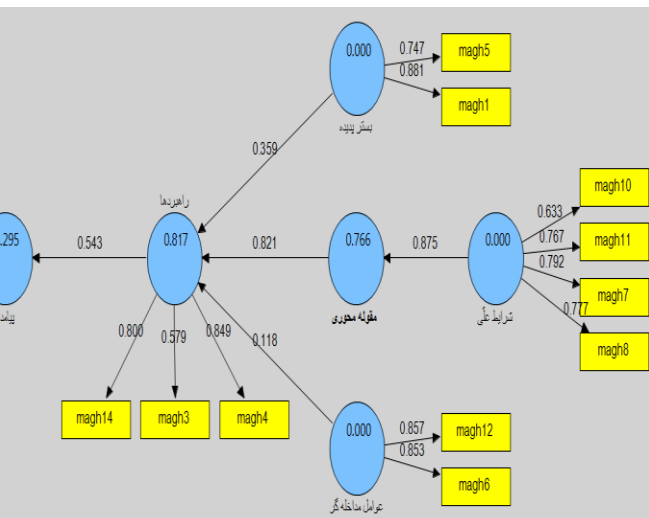 0.000
0.747
magh5
0.881
magh1
بستر پدیده
0.359
راهبردها
magh10
0.633
.295
0.543
0.817
0.821
0.766
0.875
0.000
0.767
magh11
0.792
magh7
0.777
magh8
پیامد
مقوله محوری
شرایط علّی
0.800
0.579
0.849
0.118
magh14
magh3
magh4
0.000
0.857
magh12
0.853
magh6
عوامل مداخله گر